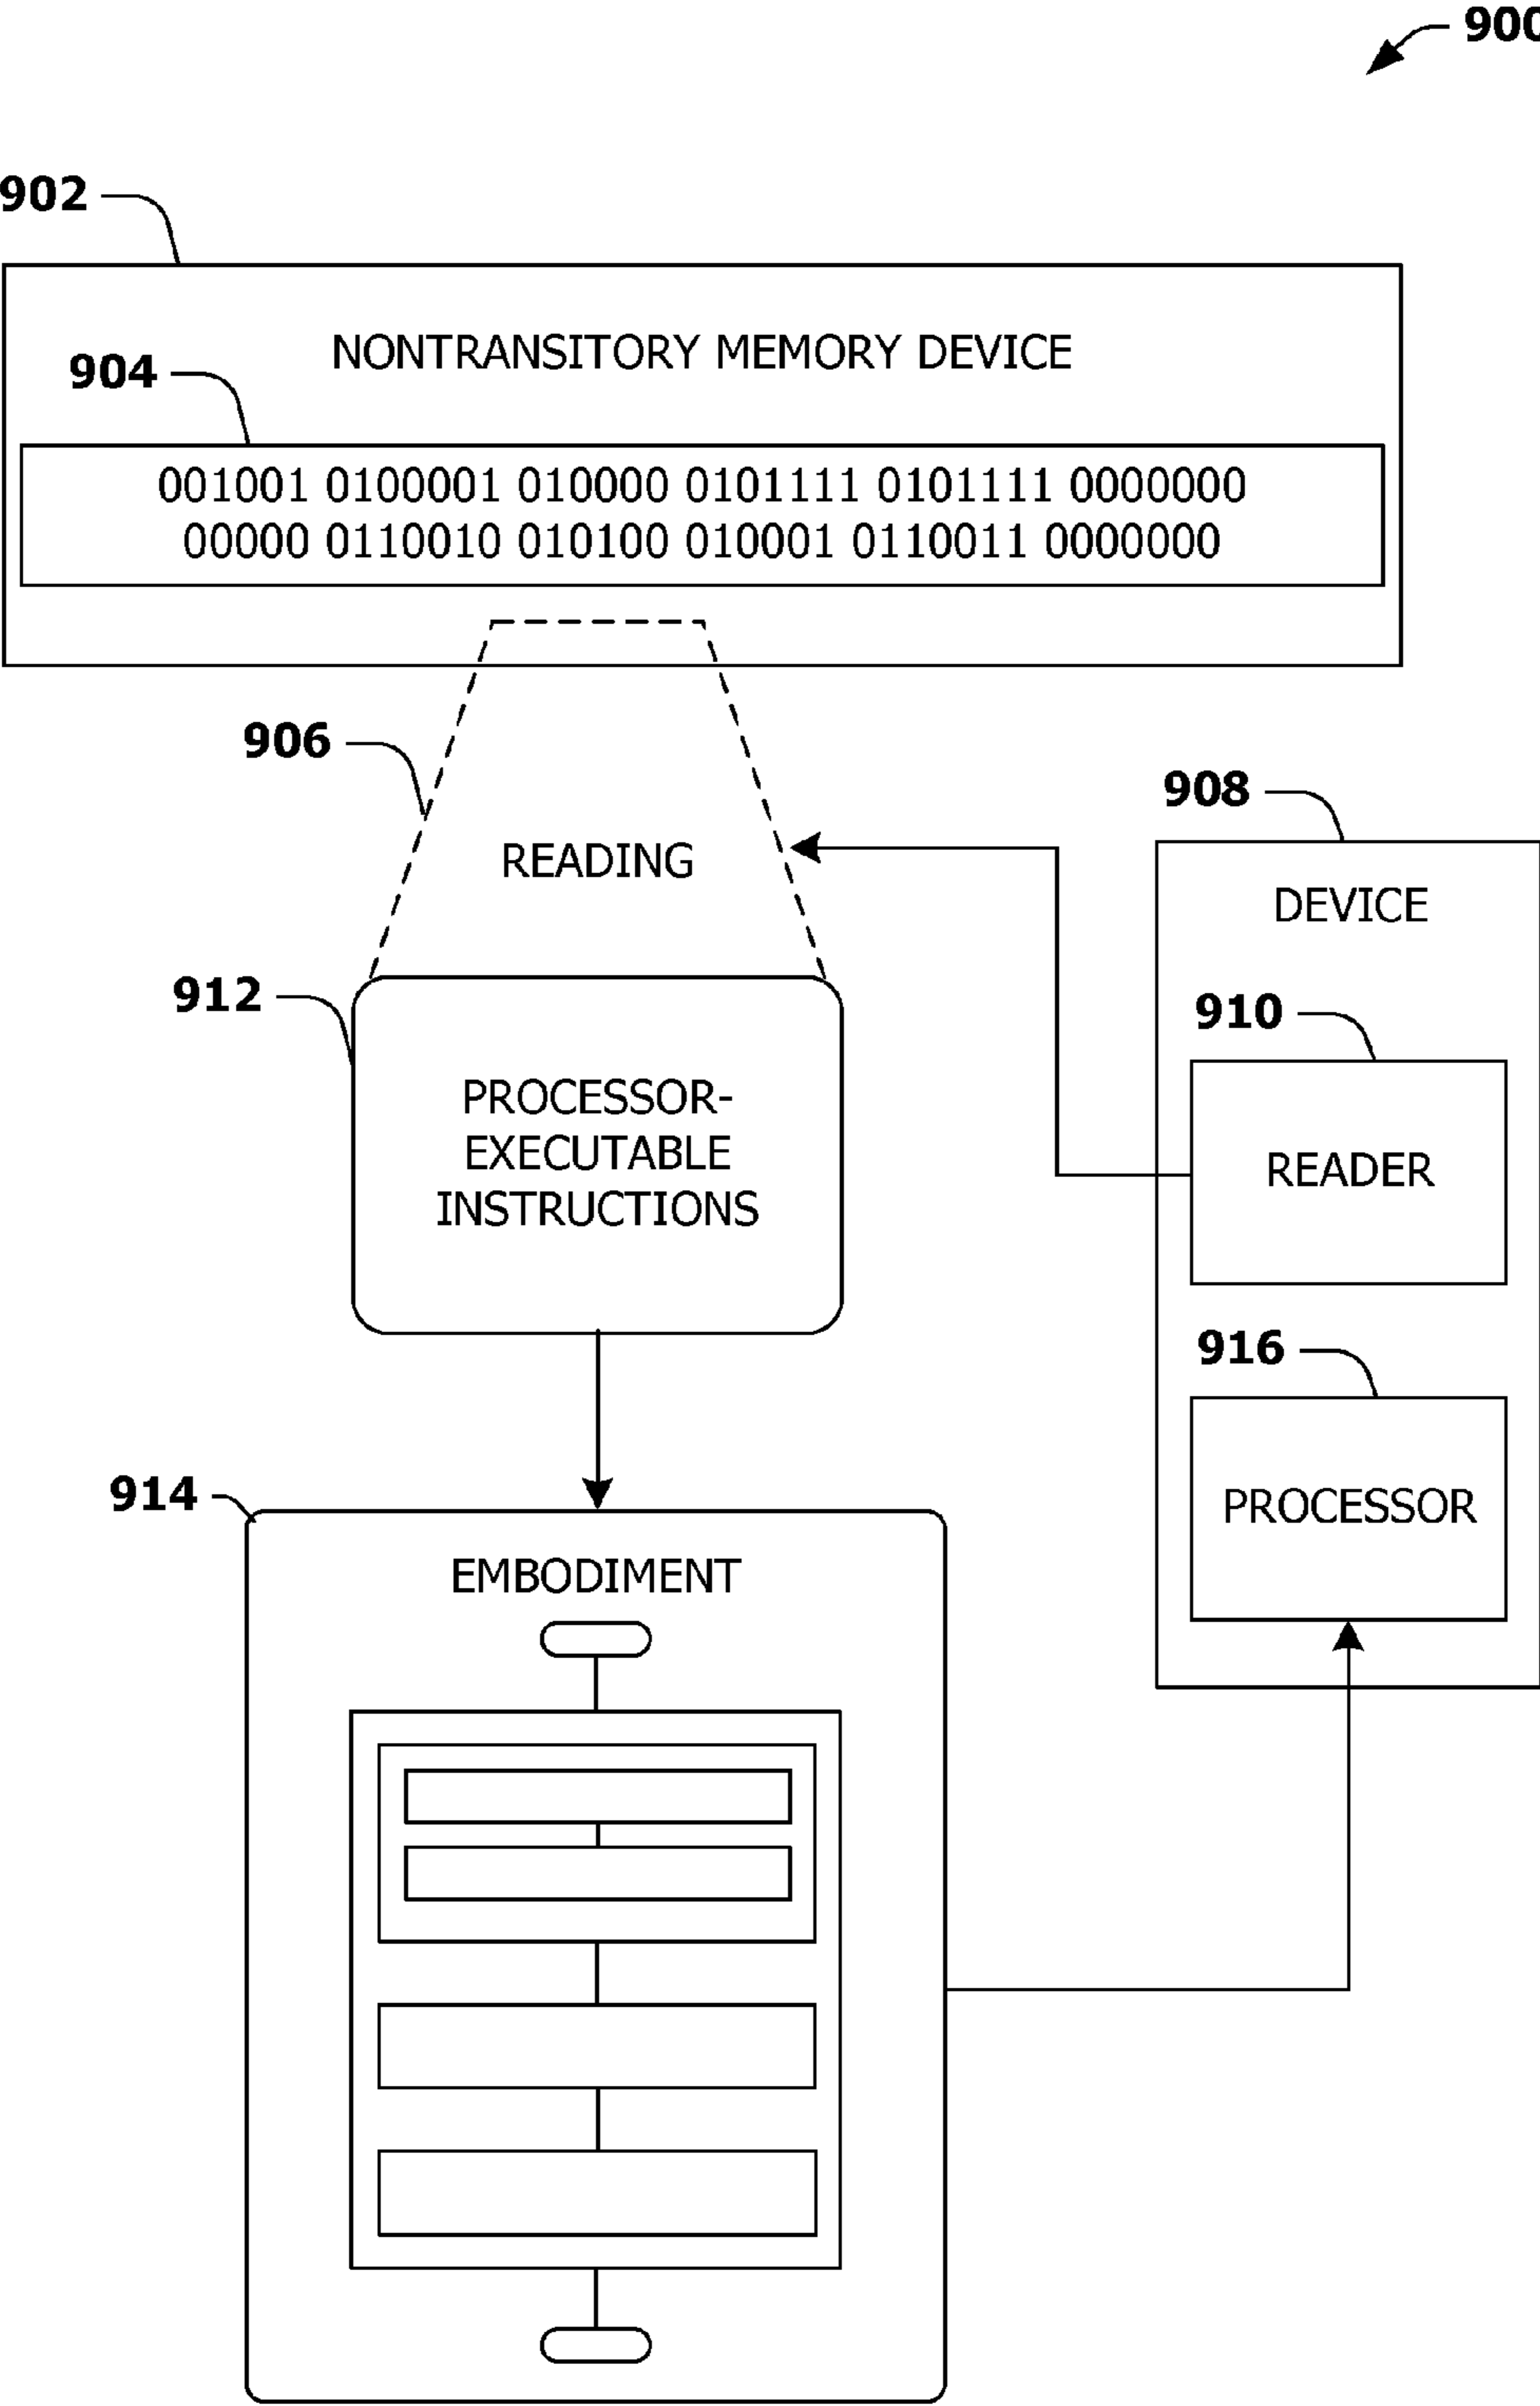 900
902
NONTRANSITORY MEMORY DEVICE
904
001001 0100001 010000 0101111 0101111 0000000
00000 0110010 010100 010001 0110011 0000000
906
READING
908
DEVICE
912
910
PROCESSOR-
EXECUTABLE
INSTRUCTIONS
READER
916
PROCESSOR
914
EMBODIMENT